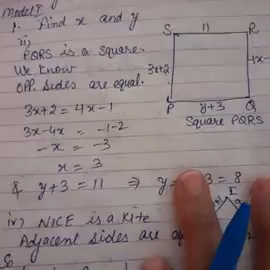 Model I
1. Find x and y
ii)
PQRS is a square.
We know
Opp. sides are equal.
3x+2 = 4x-1
3x-4x = -1-2
-x = -3
x = 3
& y+3 = 11 ⇒ y = 3 = 8
iv) NICE is a Kite
Adjacent sides are
S 11 R
3x+2 4x-
P y+3 Q
Square PQRS
E